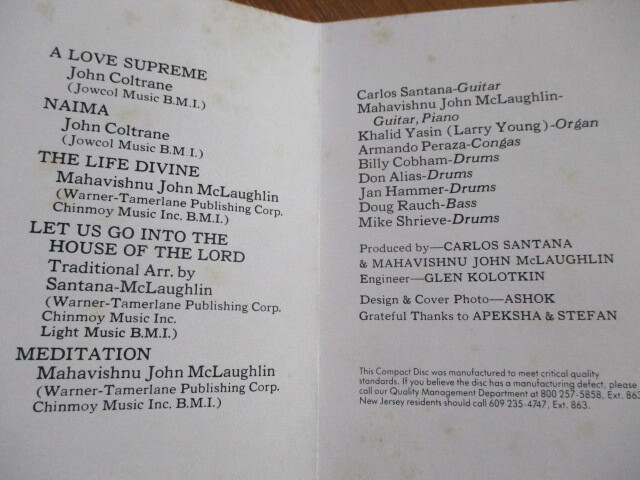 A LOVE SUPREME
John Coltrane
(Jowcol Music B.M.I.)
NAIMA
John Coltrane
(Jowcol Music B.M.I.)
THE LIFE DIVINE
Mahavishnu John McLaughlin
(Warner-Tamerlane Publishing Corp.
Chinmoy Music Inc. B.M.I.)
LET US GO INTO THE
HOUSE OF THE LORD
Traditional Arr. by
Santana-McLaughlin
(Warner-Tamerlane Publishing Corp.
Chinmoy Music Inc.
Light Music B.M.I.)
MEDITATION
Mahavishnu John McLaughlin
(Warner-Tamerlane Publishing Corp.
Chinmoy Music Inc. B.M.I.)
Carlos Santana-Guitar
Mahavishnu John McLaughlin-
Guitar, Piano
Khalid Yasin (Larry Young)-Organ
Armando Peraza-Congas
Billy Cobham-Drums
Don Alias-Drums
Jan Hammer-Drums
Doug Rauch-Bass
Mike Shrieve-Drums
Produced by—CARLOS SANTANA
& MAHAVISHNU JOHN McLAUGHLIN
Engineer—GLEN KOLOTKIN
Design & Cover Photo—ASHOK
Grateful Thanks to APEKSHA & STEFAN
This Compact Disc was manufactured to meet critical quality
standards. If you believe the disc has a manufacturing defect, please
call our Quality Management Department at 800 257-5858, Ext. 863
New Jersey residents should call 609 235-4747, Ext. 863.